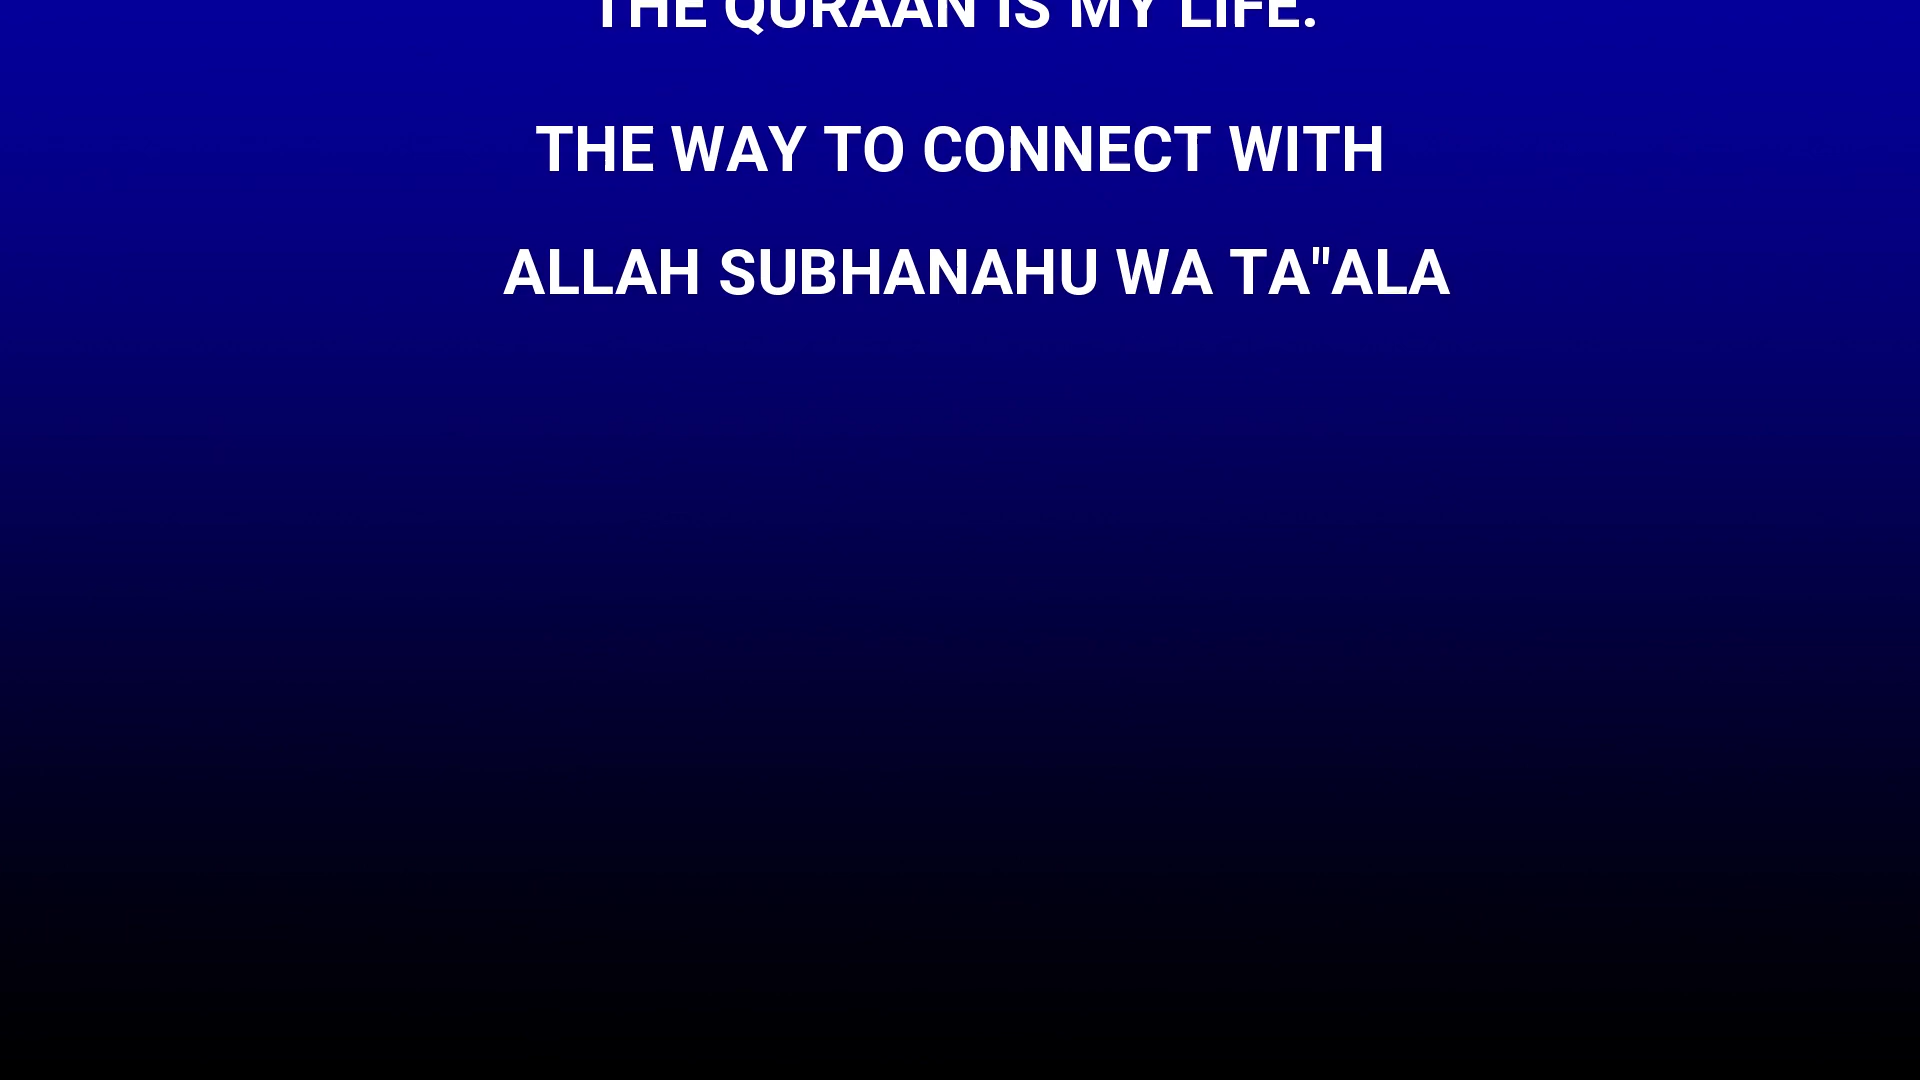 THE QURAAN IS MY LIFE.
THE WAY TO CONNECT WITH
ALLAH SUBHANAHU WA TA"ALA